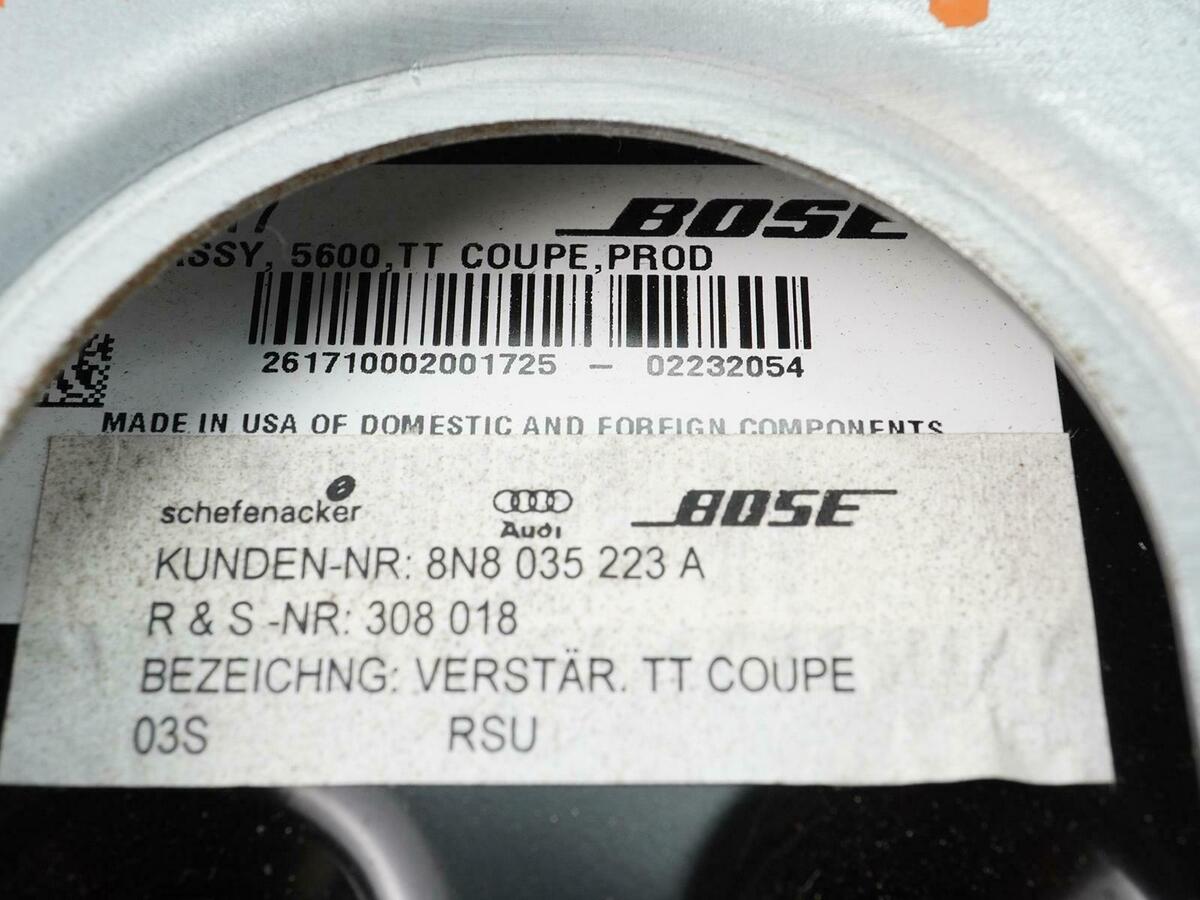 BOSE
ASSY, 5600,TT COUPE,PROD
261710002001725 – 02232054
MADE IN USA OF DOMESTIC AND FOREIGN COMPONENTS
schefenacker
Audi
BOSE
KUNDEN-NR: 8N8 035 223 A
R & S -NR: 308 018
BEZEICHNG: VERSTÄR. TT COUPE
03S RSU